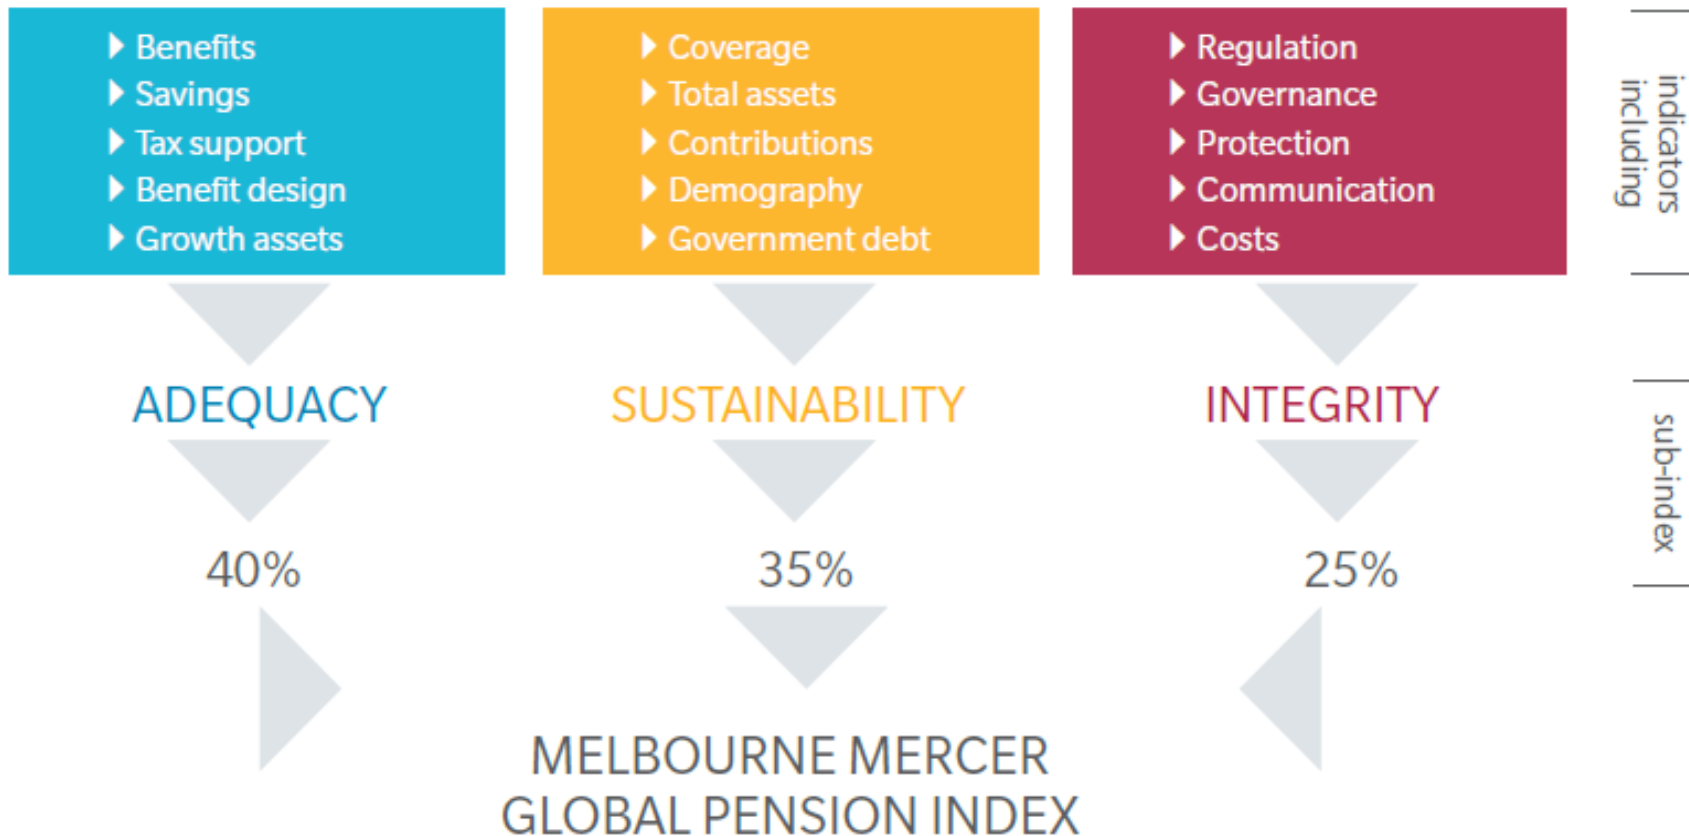 Benefits
Savings
Tax support
Benefit design
Growth assets
Coverage
Total assets
Contributions
Demography
Government debt
Regulation
Governance
Protection
Communication
Costs
indicators
including
ADEQUACY
SUSTAINABILITY
INTEGRITY
sub-index
40%
35%
25%
MELBOURNE MERCER
GLOBAL PENSION INDEX